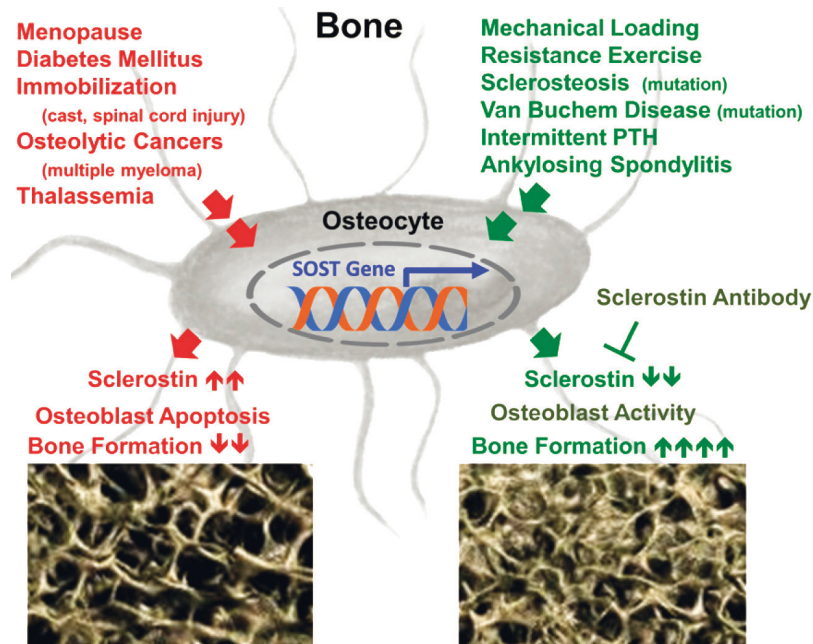 Bone
Menopause
Diabetes Mellitus
Immobilization
(cast, spinal cord injury)
Osteolytic Cancers
(multiple myeloma)
Thalassemia
Mechanical Loading
Resistance Exercise
Sclerosteosis (mutation)
Van Buchem Disease (mutation)
Intermittent PTH
Ankylosing Spondylitis
Osteocyte
SOST Gene
Sclerostin Antibody
Sclerostin ↑↑
Osteoblast Apoptosis
Bone Formation ↓↓
Sclerostin ↓↓
Osteoblast Activity
Bone Formation ↑↑↑↑